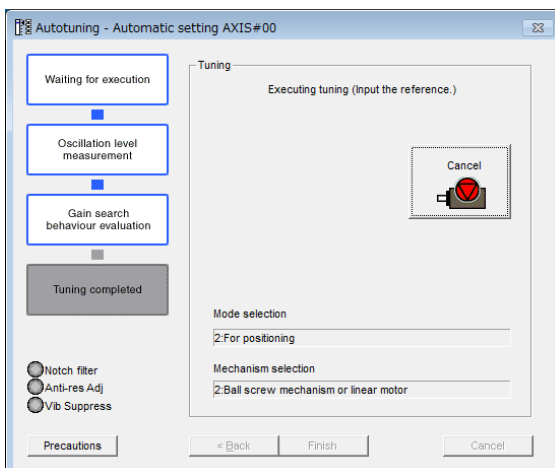 Autotuning - Automatic setting AXIS#00
Waiting for execution
Oscillation level
measurement
Gain search
behaviour evaluation
Tuning completed
Notch filter
Anti-res Adj
Vib Suppress
Precautions
Tuning
Executing tuning (Input the reference.)
Cancel
Mode selection
2:For positioning
Mechanism selection
2:Ball screw mechanism or linear motor
< Back
Finish
Cancel